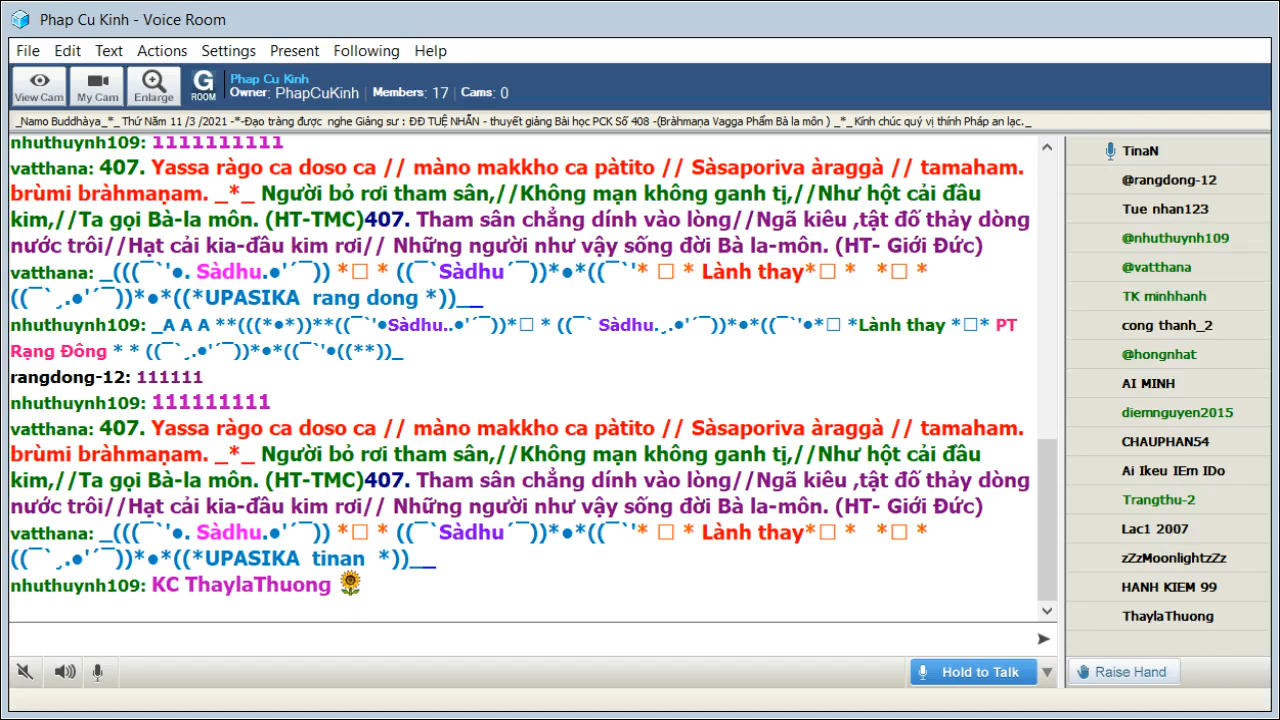 Phap Cu Kinh - Voice Room
File Edit Text Actions Settings Present Following Help
View Cam My Cam Enlarge G ROOM Phap Cu Kinh
Owner: PhapCuKinh Members: 17 Cams: 0
_Namo Buddhàya_*_ Thứ Năm 11 /3 /2021 -*-Đạo tràng được nghe Giảng sư : ĐĐ TUỆ NHẪN - thuyết giảng Bài học PCK Số 408 -(Bràhmaṇa Vagga Phẩm Bà la môn ) _*_ Kính chúc quý vị thính Pháp an lạc._
nhuthuynh109: 11111111111
vatthana: 407. Yassa ràgo ca doso ca // màno makkho ca pàtito // Sàsaporiva àraggà // tamaham.
brùmi bràhmaṇam. _*_ Người bỏ rơi tham sân,//Không mạn không ganh tị,//Như hột cải đầu
kim,//Ta gọi Bà-la môn. (HT-TMC)407. Tham sân chẳng dính vào lòng//Ngã kiêu ,tật đố thảy dòng
nước trôi//Hạt cải kia-đầu kim rơi// Những người như vậy sống đời Bà la-môn. (HT- Giới Đức)
vatthana: _(((¯`'●. Sàdhu.●'´¯)) *□ * ((¯`Sàdhu´¯))*●*((¯`'* □ * Lành thay*□ * *□ *
((¯`¸.●'´¯))*●*((*UPASIKA rang dong *))__
nhuthuynh109: _A A A **(((*●*))**((¯`'●Sàdhu..●'´¯))*□ * ((¯` Sàdhu.¸.●'´¯))*●*((¯`'●*□ *Lành thay *□* PT
Rạng Đông * * ((¯`¸.●'´¯))*●*((¯`'●((**))_
rangdong-12: 111111
nhuthuynh109: 111111111
vatthana: 407. Yassa ràgo ca doso ca // màno makkho ca pàtito // Sàsaporiva àraggà // tamaham.
brùmi bràhmaṇam. _*_ Người bỏ rơi tham sân,//Không mạn không ganh tị,//Như hột cải đầu
kim,//Ta gọi Bà-la môn. (HT-TMC)407. Tham sân chẳng dính vào lòng//Ngã kiêu ,tật đố thảy dòng
nước trôi//Hạt cải kia-đầu kim rơi// Những người như vậy sống đời Bà la-môn. (HT- Giới Đức)
vatthana: _(((¯`'●. Sàdhu.●'´¯)) *□ * ((¯`Sàdhu´¯))*●*((¯`'* □ * Lành thay*□ * *□ *
((¯`¸.●'´¯))*●*((*UPASIKA tinan *))__
nhuthuynh109: KC ThaylaThuong
TinaN
@rangdong-12
Tue nhan123
@nhuthuynh109
@vatthana
TK minhhanh
cong thanh_2
@hongnhat
AI MINH
diemnguyen2015
CHAUPHAN54
Ai Ikeu IEm IDo
Trangthu-2
Lac1 2007
zZzMoonlightzZz
HANH KIEM 99
ThaylaThuong
Hold to Talk
Raise Hand